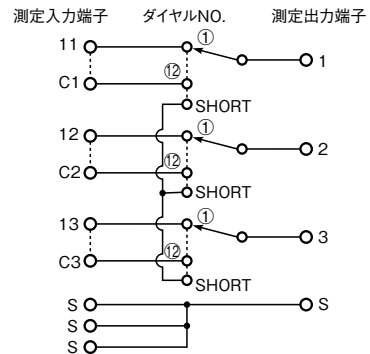 測定入力端子 ダイヤルNO. 測定出力端子
11 ① 1
C1 ⑫
SHORT
12 ① 2
C2 ⑫
SHORT
13 ① 3
C3 ⑫
SHORT
S S
S
S